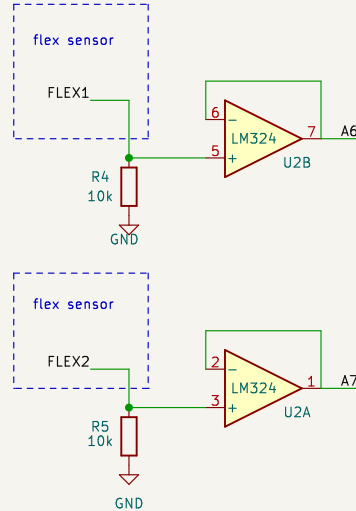 flex sensor
FLEX1
6
LM324
7
A6
5
U2B
R4
10k
GND
flex sensor
FLEX2
2
LM324
1
A7
3
U2A
R5
10k
GND